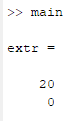 >> main
extr =
20
0